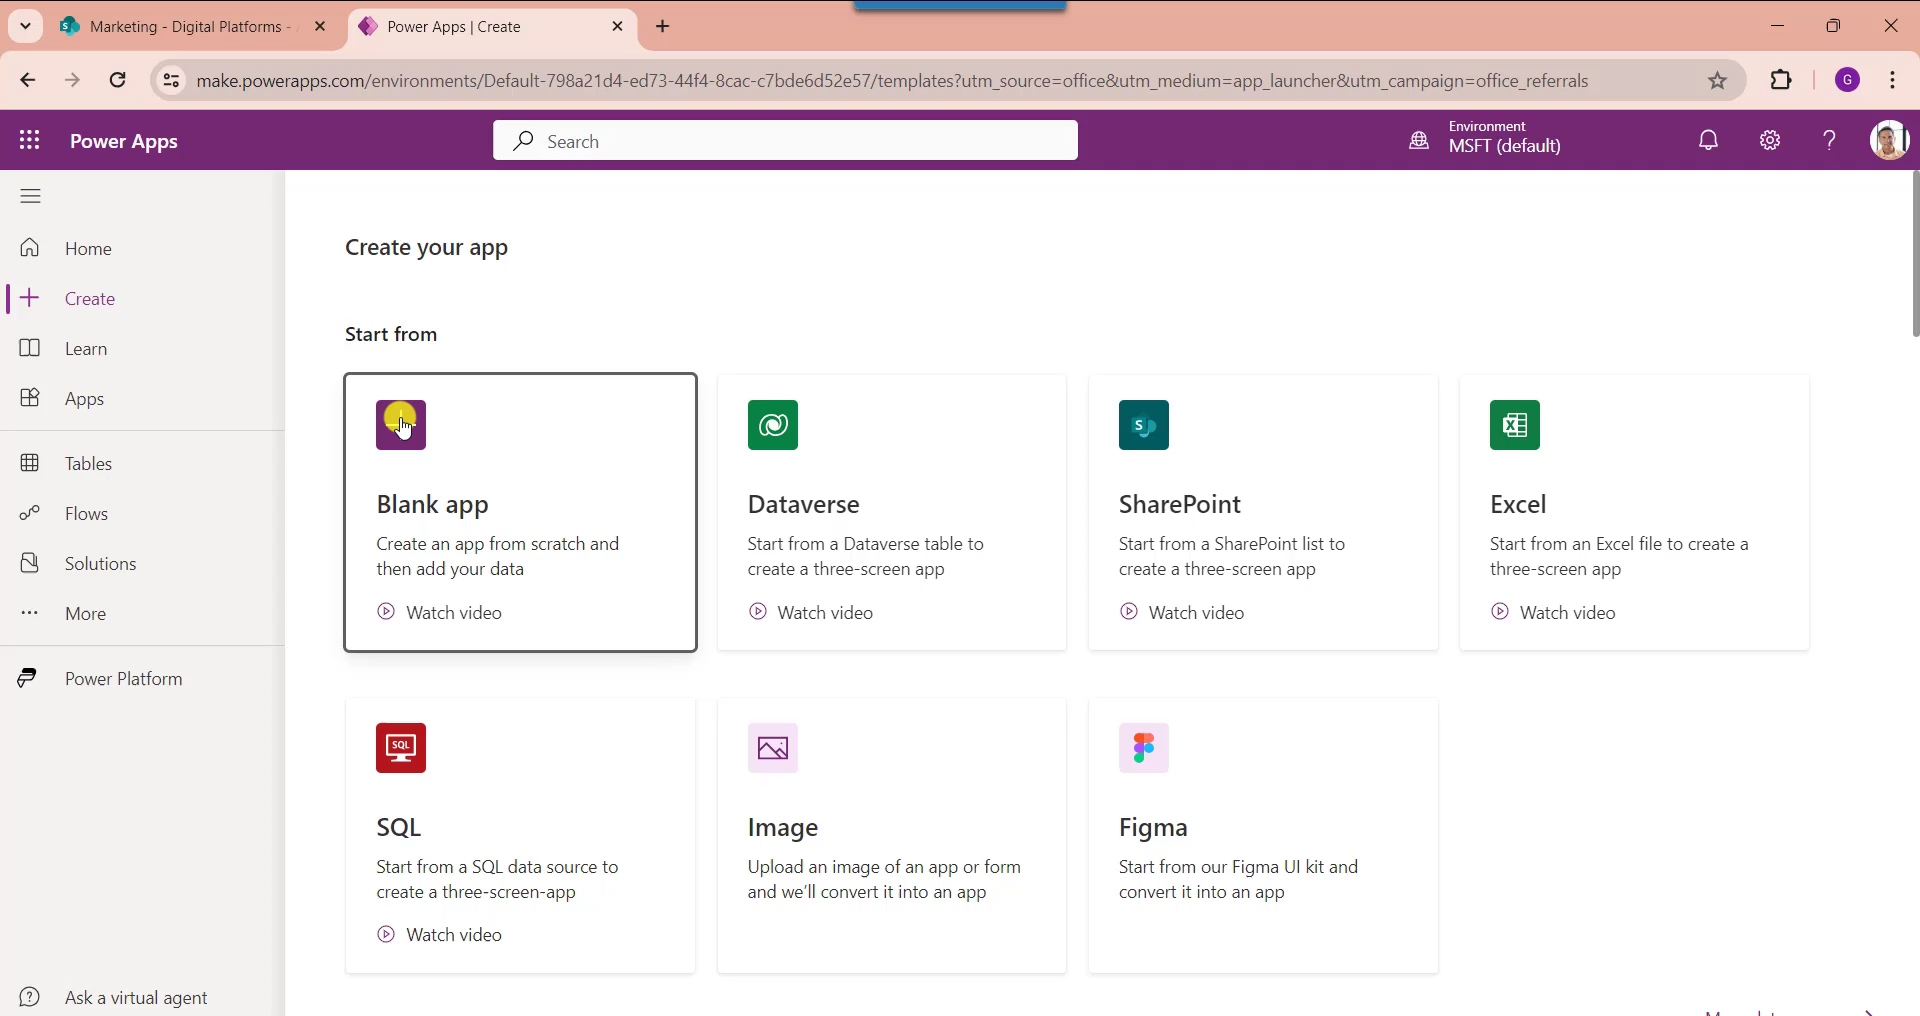 Marketing - Digital Platforms -
Power Apps | Create
make.powerapps.com/environments/Default-798a21d4-ed73-44f4-8cac-c7bde6d52e57/templates?utm_source=office&utm_medium=app_launcher&utm_campaign=office_referrals
G
Power Apps
Search
Environment
MSFT (default)
Home
Create
Learn
Apps
Tables
Flows
Solutions
More
Power Platform
Ask a virtual agent
Create your app
Start from
Blank app
Create an app from scratch and
then add your data
Watch video
Dataverse
Start from a Dataverse table to
create a three-screen app
Watch video
S
SharePoint
Start from a SharePoint list to
create a three-screen app
Watch video
X
Excel
Start from an Excel file to create a
three-screen app
Watch video
SQL
SQL
Start from a SQL data source to
create a three-screen-app
Watch video
Image
Upload an image of an app or form
and we'll convert it into an app
Figma
Start from our Figma UI kit and
convert it into an app